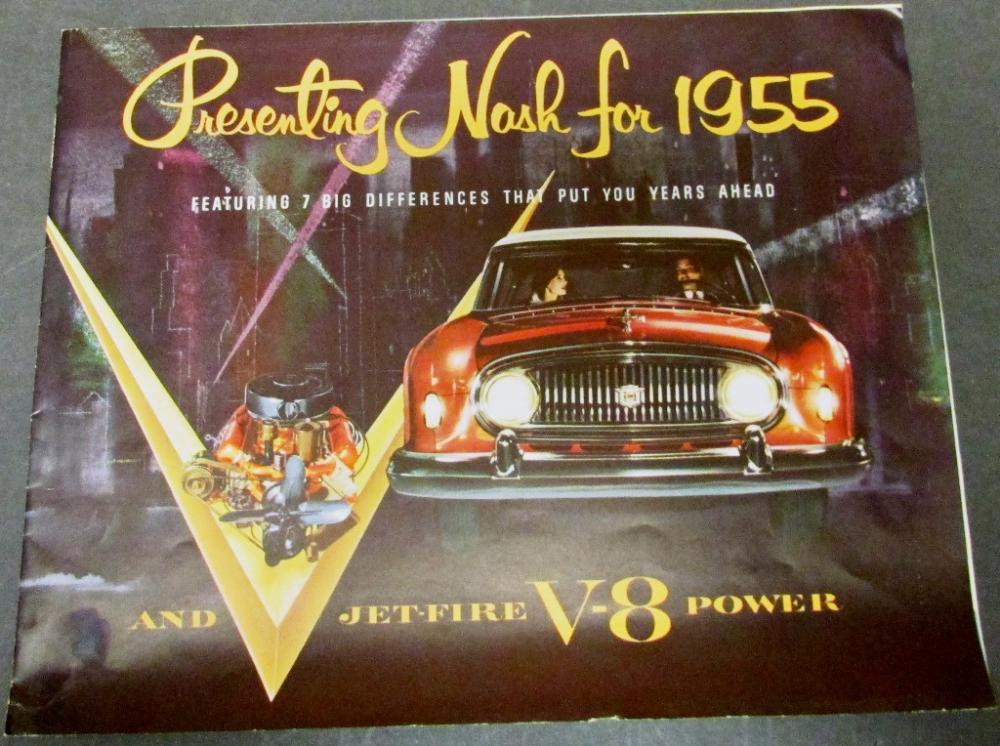 Presenting Nash for 1955
FEATURING 7 BIG DIFFERENCES THAT PUT YOU YEARS AHEAD
AND JET-FIRE V-8 POWER